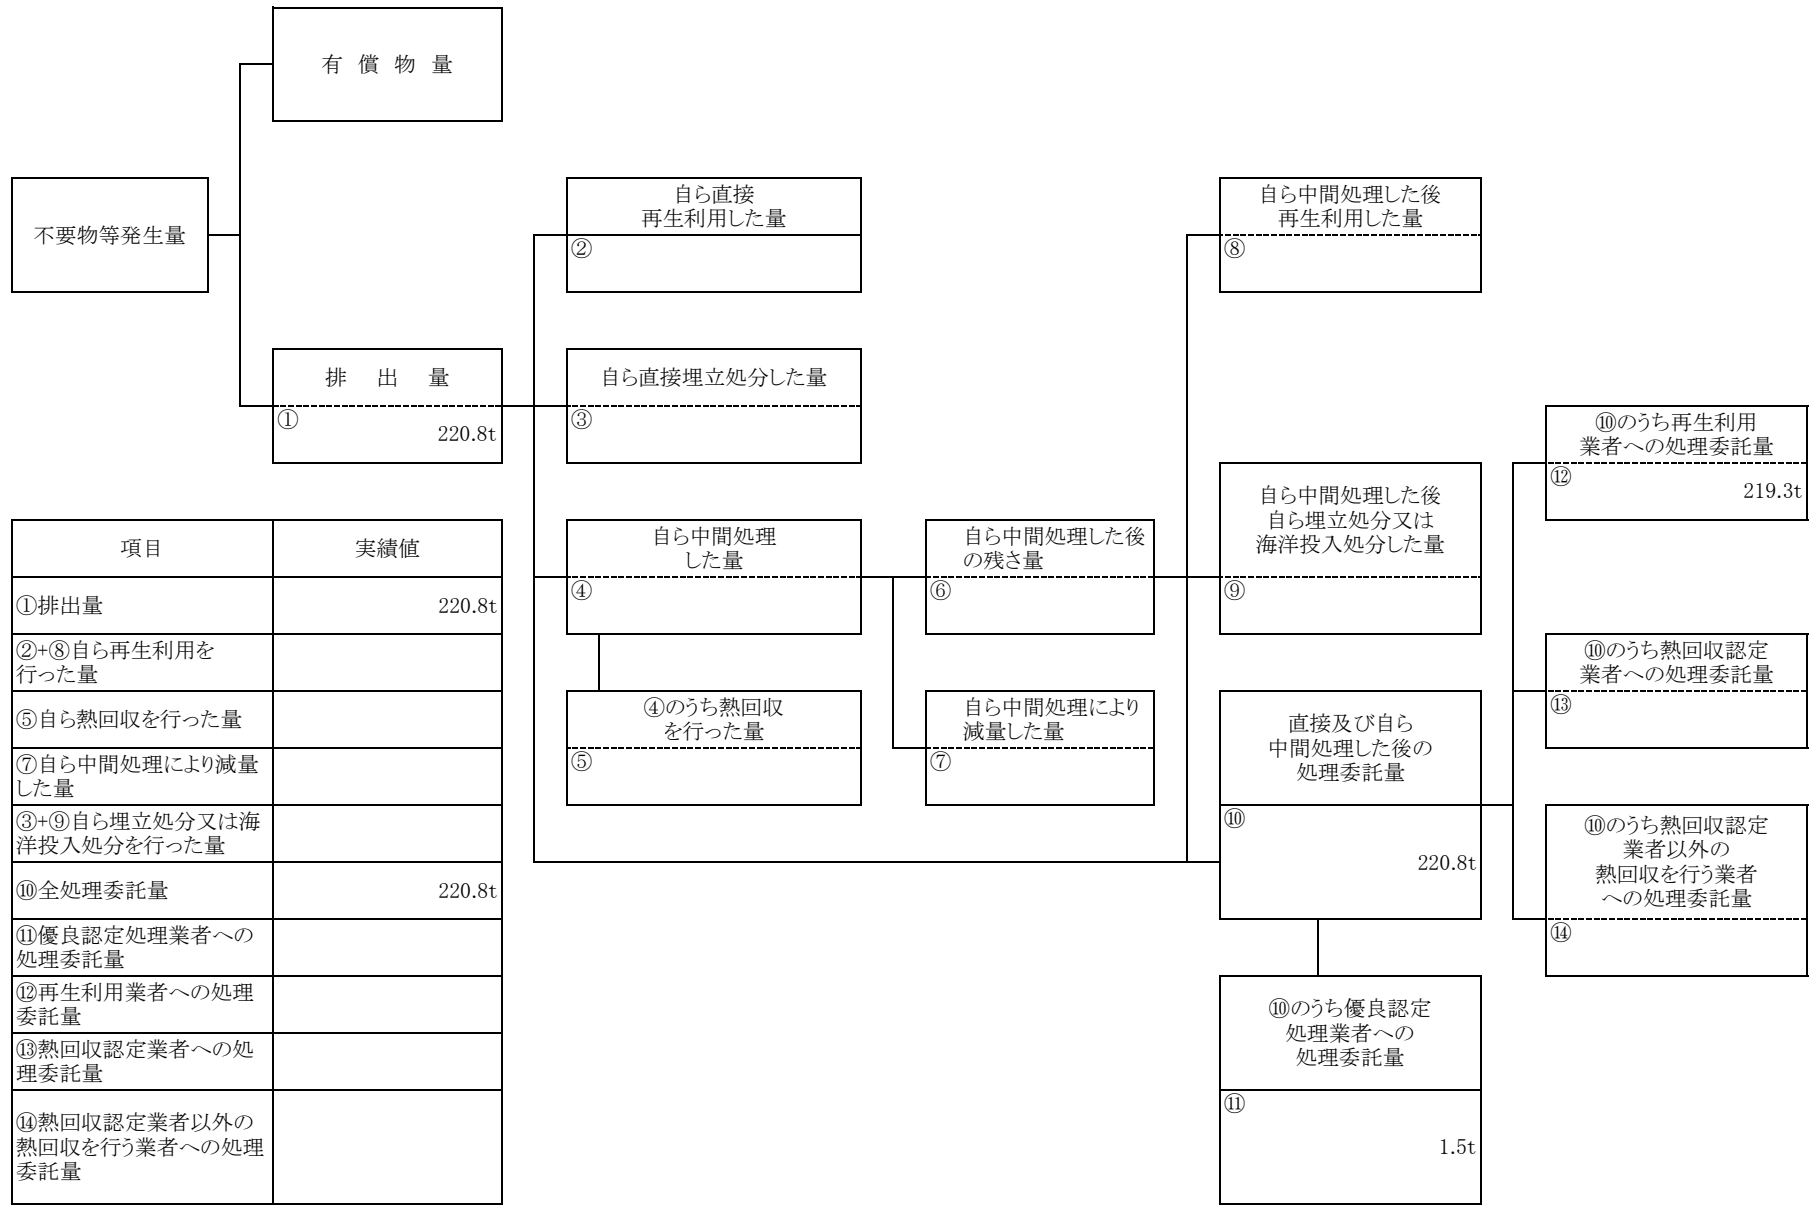 有償物量
不要物等発生量
排出量
①
220.8t
自ら直接
再生利用した量
②
自ら直接埋立処分した量
③
自ら中間処理
した量
④
④のうち熱回収
を行った量
⑤
自ら中間処理した後
の残さ量
⑥
自ら中間処理により
減量した量
⑦
自ら中間処理した後
再生利用した量
⑧
自ら中間処理した後
自ら埋立処分又は
海洋投入処分した量
⑨
直接及び自ら
中間処理した後の
処理委託量
⑩
220.8t
⑩のうち優良認定
処理業者への
処理委託量
⑪
1.5t
⑩のうち再生利用
業者への処理委託量
⑫
219.3t
⑩のうち熱回収認定
業者への処理委託量
⑬
⑩のうち熱回収認定
業者以外の
熱回収を行う業者
への処理委託量
⑭
項目 実績値
①排出量 220.8t
②+⑧自ら再生利用を
行った量
⑤自ら熱回収を行った量
⑦自ら中間処理により減量
した量
③+⑨自ら埋立処分又は海
洋投入処分を行った量
⑩全処理委託量 220.8t
⑪優良認定処理業者への
処理委託量
⑫再生利用業者への処理
委託量
⑬熱回収認定業者への処
理委託量
⑭熱回収認定業者以外の
熱回収を行う業者への処理
委託量